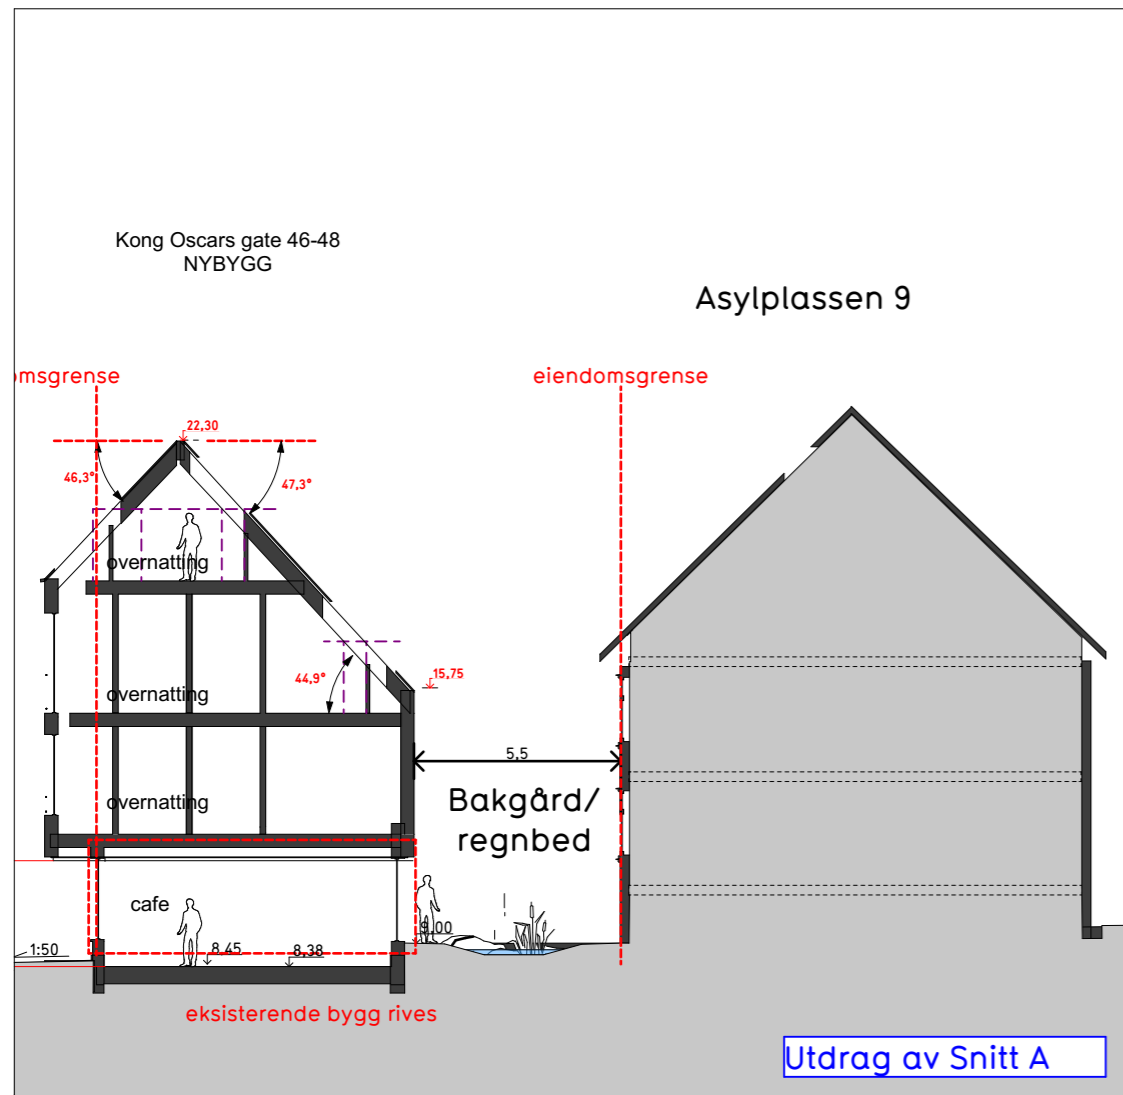 Kong Oscars gate 46-48
NYBYGG
Asylplassen 9
omsgrense
eiendomsgrense
22,30
46,3°
47,3°
overnatting
44,9°
15,75
overnatting
5,5
overnatting
Bakgård/
regnbed
cafe
9,00
1:50
8.45
8,38
eksisterende bygg rives
Utdrag av Snitt A